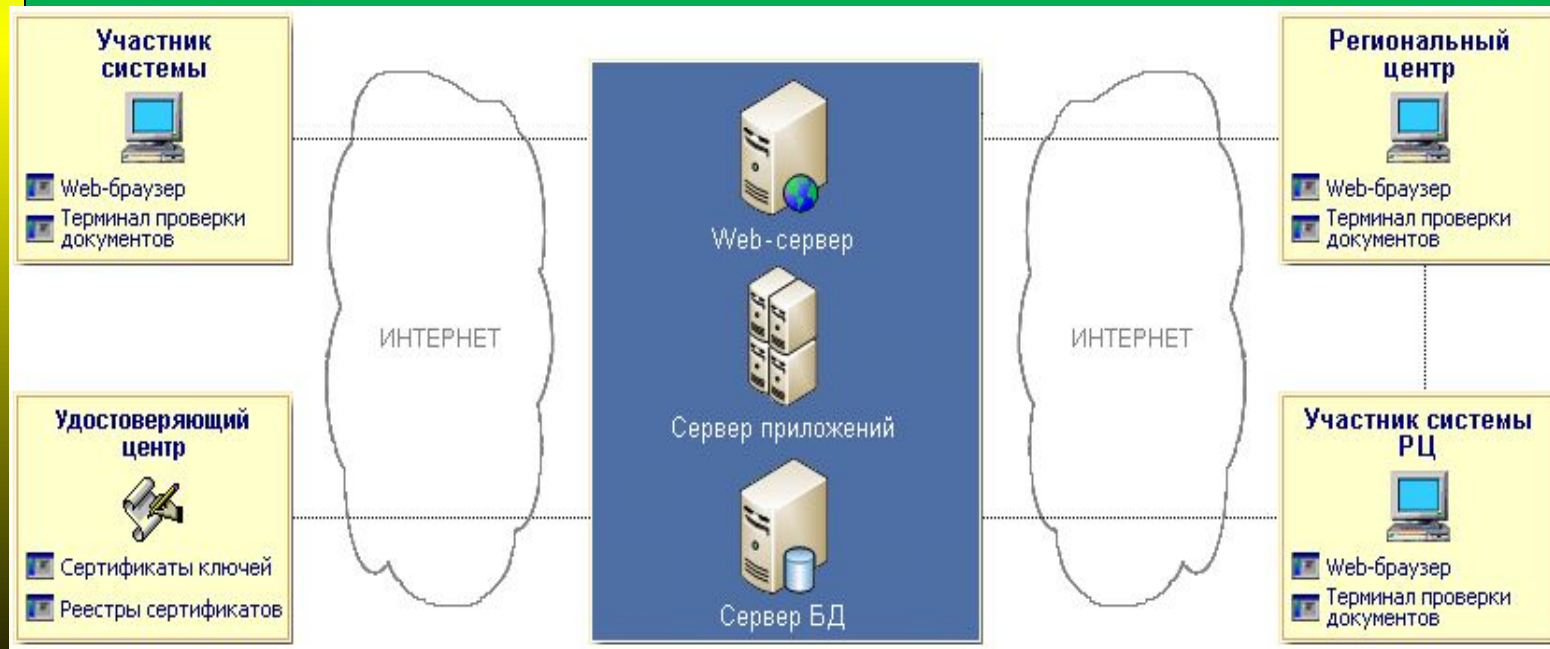 Участник
системы
Web-браузер
Терминал проверки
документов
Удостоверяющий
центр
Сертификаты ключей
Реестры сертификатов
ИНТЕРНЕТ
Web-сервер
Сервер приложений
Сервер БД
ИНТЕРНЕТ
Региональный
центр
Web-браузер
Терминал проверки
документов
Участник системы
РЦ
Web-браузер
Терминал проверки
документов